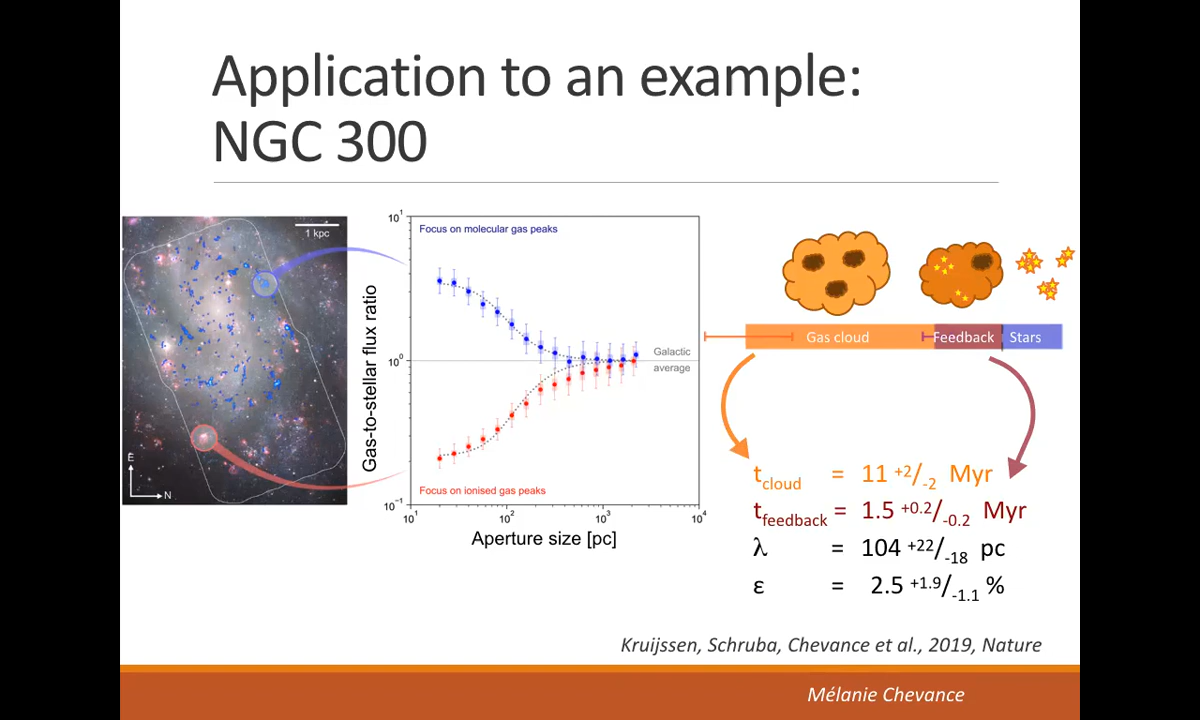 Application to an example:
NGC 300
1 kpc
E
N
Gas-to-stellar flux ratio
10¹
10⁰
10⁻¹
Focus on molecular gas peaks
Galactic
average
Focus on ionised gas peaks
10¹ 10² 10³ 10⁴
Aperture size [pc]
Gas cloud Feedback Stars
t_cloud = 11 +2/-2 Myr
t_feedback = 1.5 +0.2/-0.2 Myr
λ = 104 +22/-18 pc
ε = 2.5 +1.9/-1.1 %
Kruijssen, Schruba, Chevance et al., 2019, Nature
Mélanie Chevance